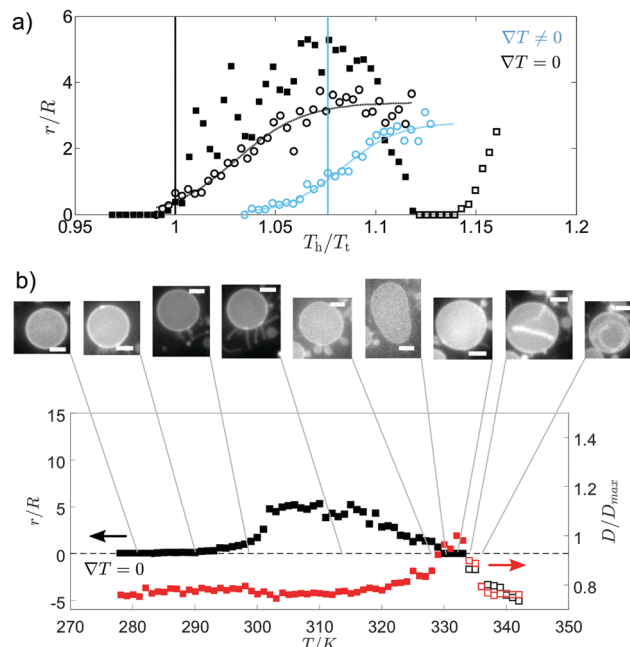 a)
r/R
6
4
2
0
∇T ≠ 0
∇T = 0
0.95 1 1.05 1.1 1.15 1.2
T_h/T_t
b)
r/R
15
10
5
0
-5
∇T = 0
1.4
1.2
1
0.8
D/D_max
270 280 290 300 310 320 330 340 350
T/K